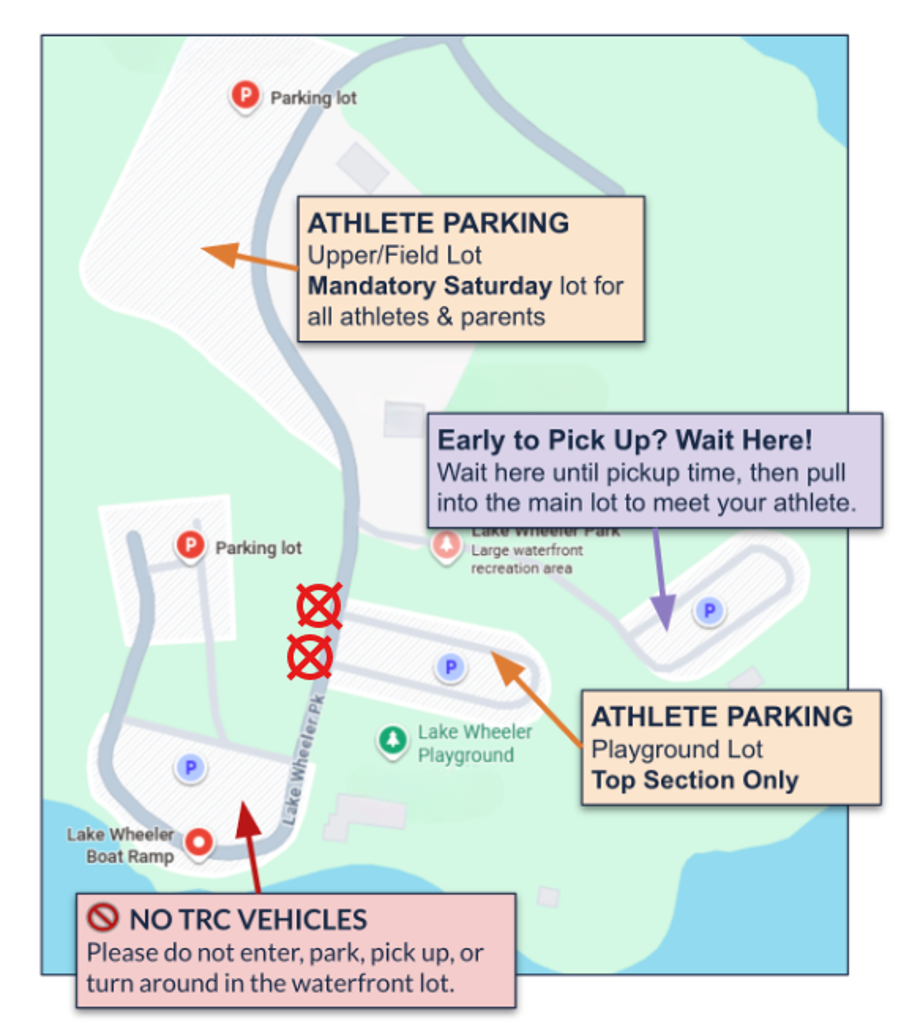 P
Parking lot
ATHLETE PARKING
Upper/Field Lot
Mandatory Saturday lot for
all athletes & parents
Early to Pick Up? Wait Here!
Wait here until pickup time, then pull
into the main lot to meet your athlete.
P
Parking lot
Lake Wheeler Park
Large waterfront
recreation area
P
P
Lake Wheeler Pk
ATHLETE PARKING
Playground Lot
Top Section Only
Lake Wheeler
Playground
P
Lake Wheeler
Boat Ramp
NO TRC VEHICLES
Please do not enter, park, pick up, or
turn around in the waterfront lot.